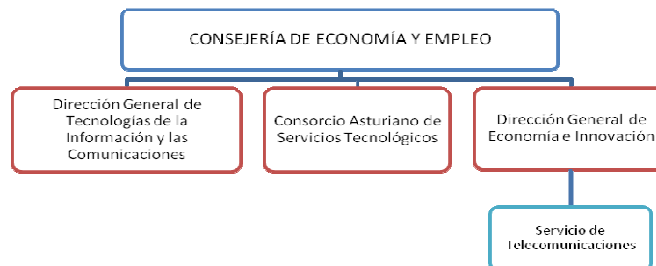 CONSEJERÍA DE ECONOMÍA Y EMPLEO
Dirección General de
Tecnologías de la
Información y las
Comunicaciones
Consorcio Asturiano de
Servicios Tecnológicos
Dirección General de
Economía e Innovación
Servicio de
Telecomunicaciones